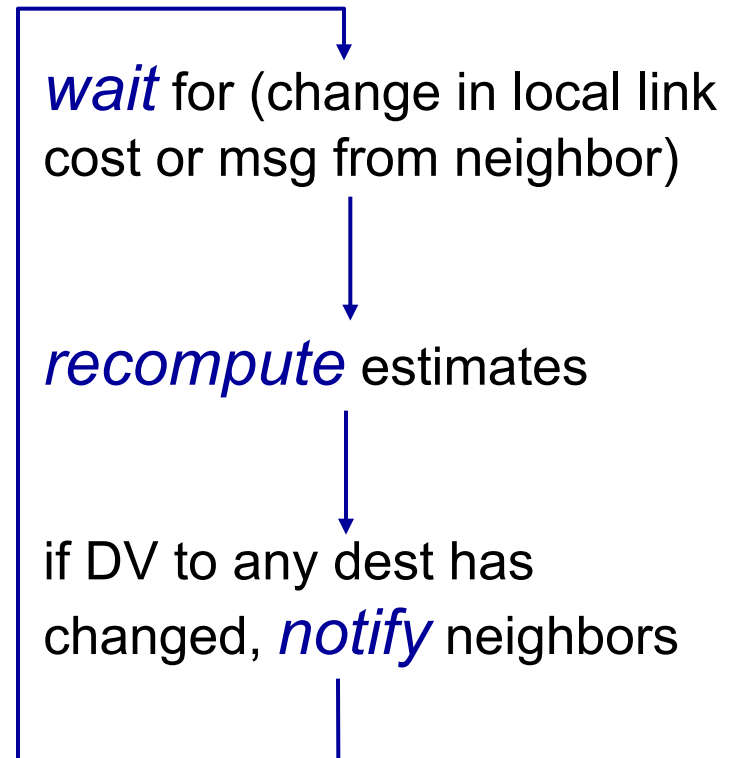 wait for (change in local link
cost or msg from neighbor)
recompute estimates
if DV to any dest has
changed, notify neighbors